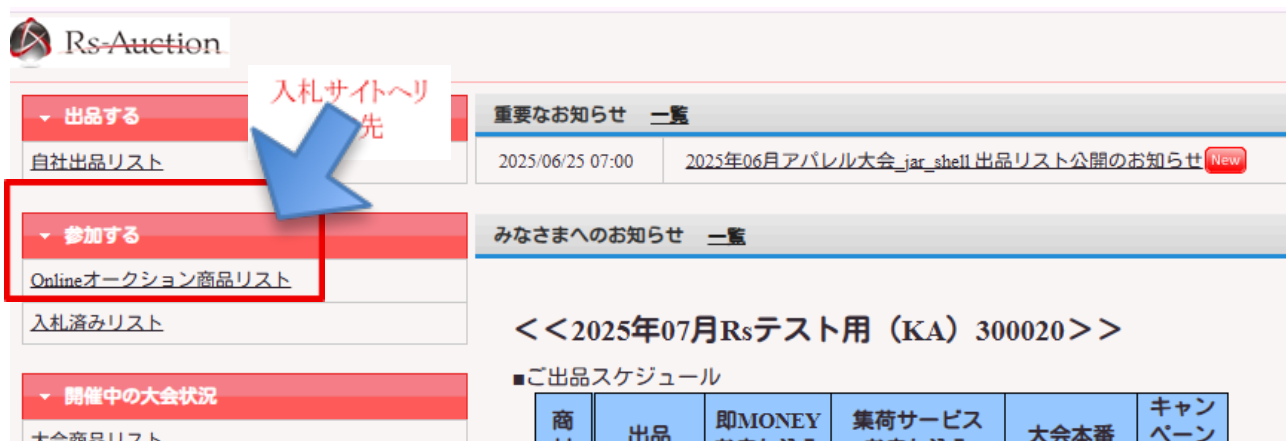 Rs-Auction
入札サイトへリ
先
出品する
自社出品リスト
参加する
Onlineオークション商品リスト
入札済みリスト
開催中の大会状況
大会商品リスト
重要なお知らせ 一覧
2025/06/25 07:00 2025年06月アパレル大会_jar_shell 出品リスト公開のお知らせ New
みなさまへのお知らせ 一覧
＜＜2025年07月Rsテスト用（KA）300020＞＞
■ご出品スケジュール
商 出品 即MONEY 集荷サービス 大会本番 キャン
ペーン